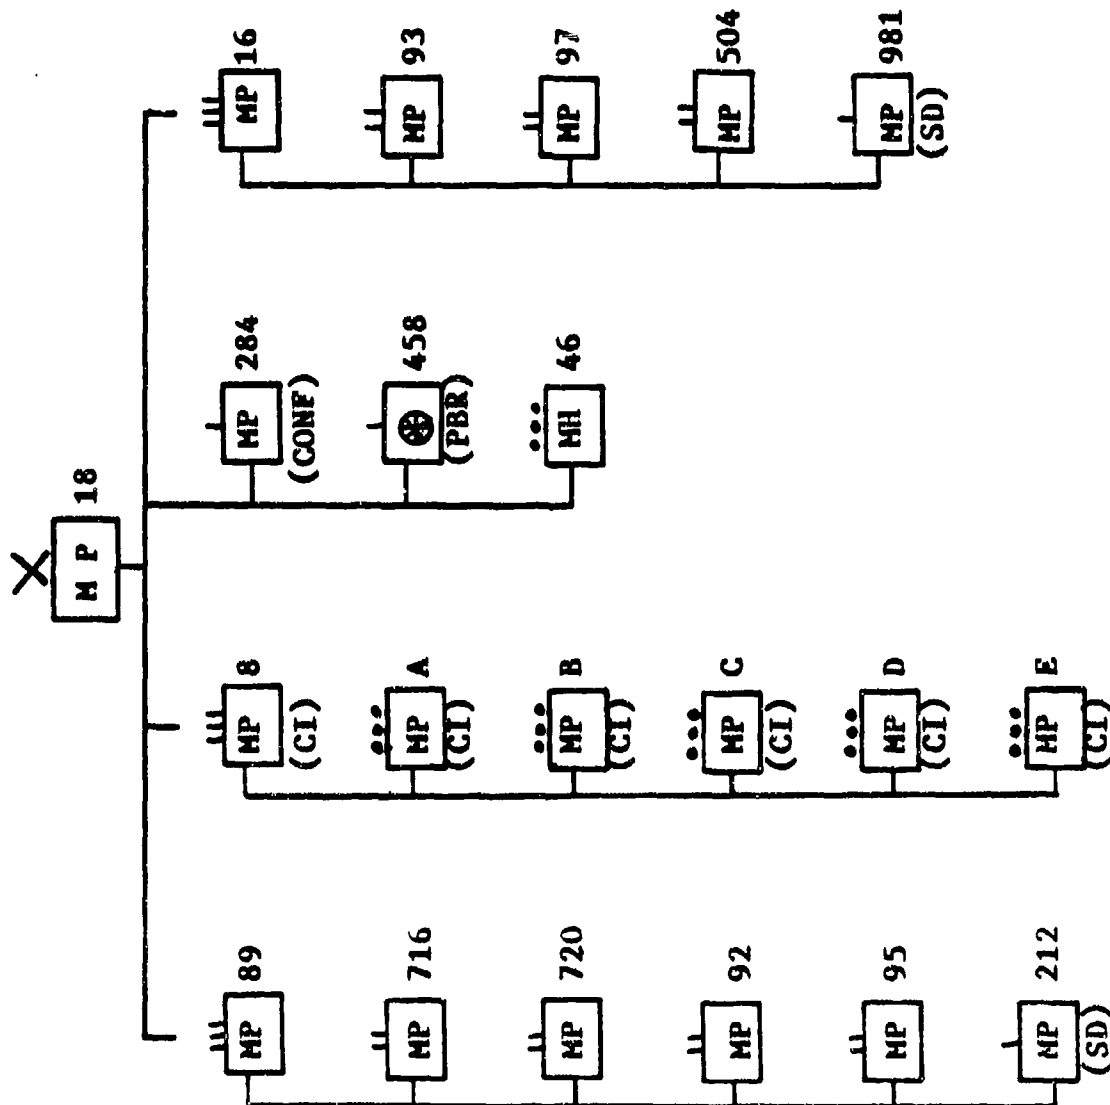 MP 18
MP 89
MP 716
MP 720
MP 92
MP 95
MP 212
(SD)
MP 8
(CI)
MP A
(CI)
MP B
(CI)
MP C
(CI)
MP D
(CI)
MP E
(CI)
MP 284
(CONF)
458
(PBR)
MH 46
MP 16
MP 93
MP 97
MP 504
MP 981
(SD)